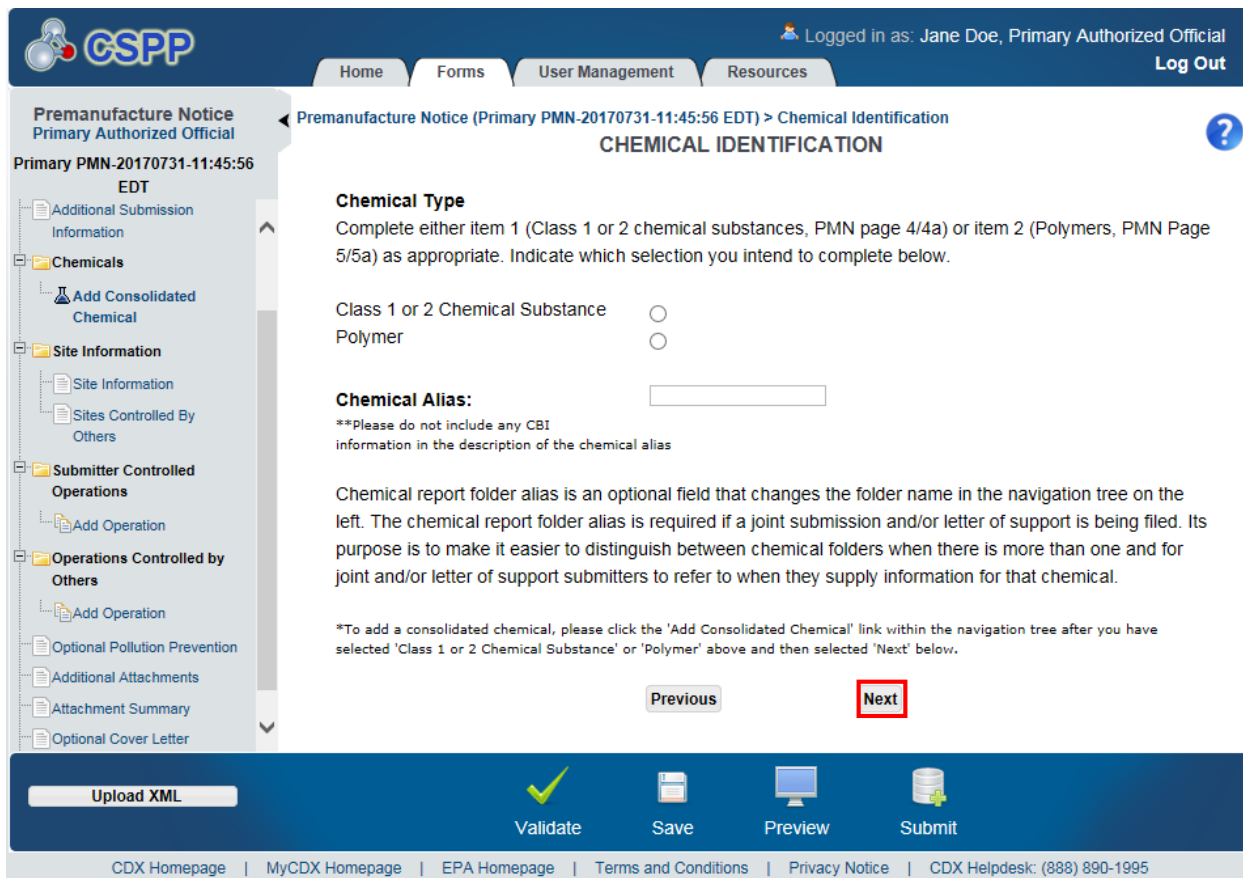 CSPP
Logged in as: Jane Doe, Primary Authorized Official
Log Out
Home
Forms
User Management
Resources
Premanufacture Notice
Primary Authorized Official
Primary PMN-20170731-11:45:56
EDT
Additional Submission
Information
Chemicals
Add Consolidated
Chemical
Site Information
Site Information
Sites Controlled By
Others
Submitter Controlled
Operations
Add Operation
Operations Controlled by
Others
Add Operation
Optional Pollution Prevention
Additional Attachments
Attachment Summary
Optional Cover Letter
Premanufacture Notice (Primary PMN-20170731-11:45:56 EDT) > Chemical Identification
?
CHEMICAL IDENTIFICATION
Chemical Type
Complete either item 1 (Class 1 or 2 chemical substances, PMN page 4/4a) or item 2 (Polymers, PMN Page
5/5a) as appropriate. Indicate which selection you intend to complete below.
Class 1 or 2 Chemical Substance
Polymer
Chemical Alias:
**Please do not include any CBI
information in the description of the chemical alias
Chemical report folder alias is an optional field that changes the folder name in the navigation tree on the
left. The chemical report folder alias is required if a joint submission and/or letter of support is being filed. Its
purpose is to make it easier to distinguish between chemical folders when there is more than one and for
joint and/or letter of support submitters to refer to when they supply information for that chemical.
*To add a consolidated chemical, please click the 'Add Consolidated Chemical' link within the navigation tree after you have
selected 'Class 1 or 2 Chemical Substance' or 'Polymer' above and then selected 'Next' below.
Previous
Next
Upload XML
Validate
Save
Preview
Submit
CDX Homepage | MyCDX Homepage | EPA Homepage | Terms and Conditions | Privacy Notice | CDX Helpdesk: (888) 890-1995